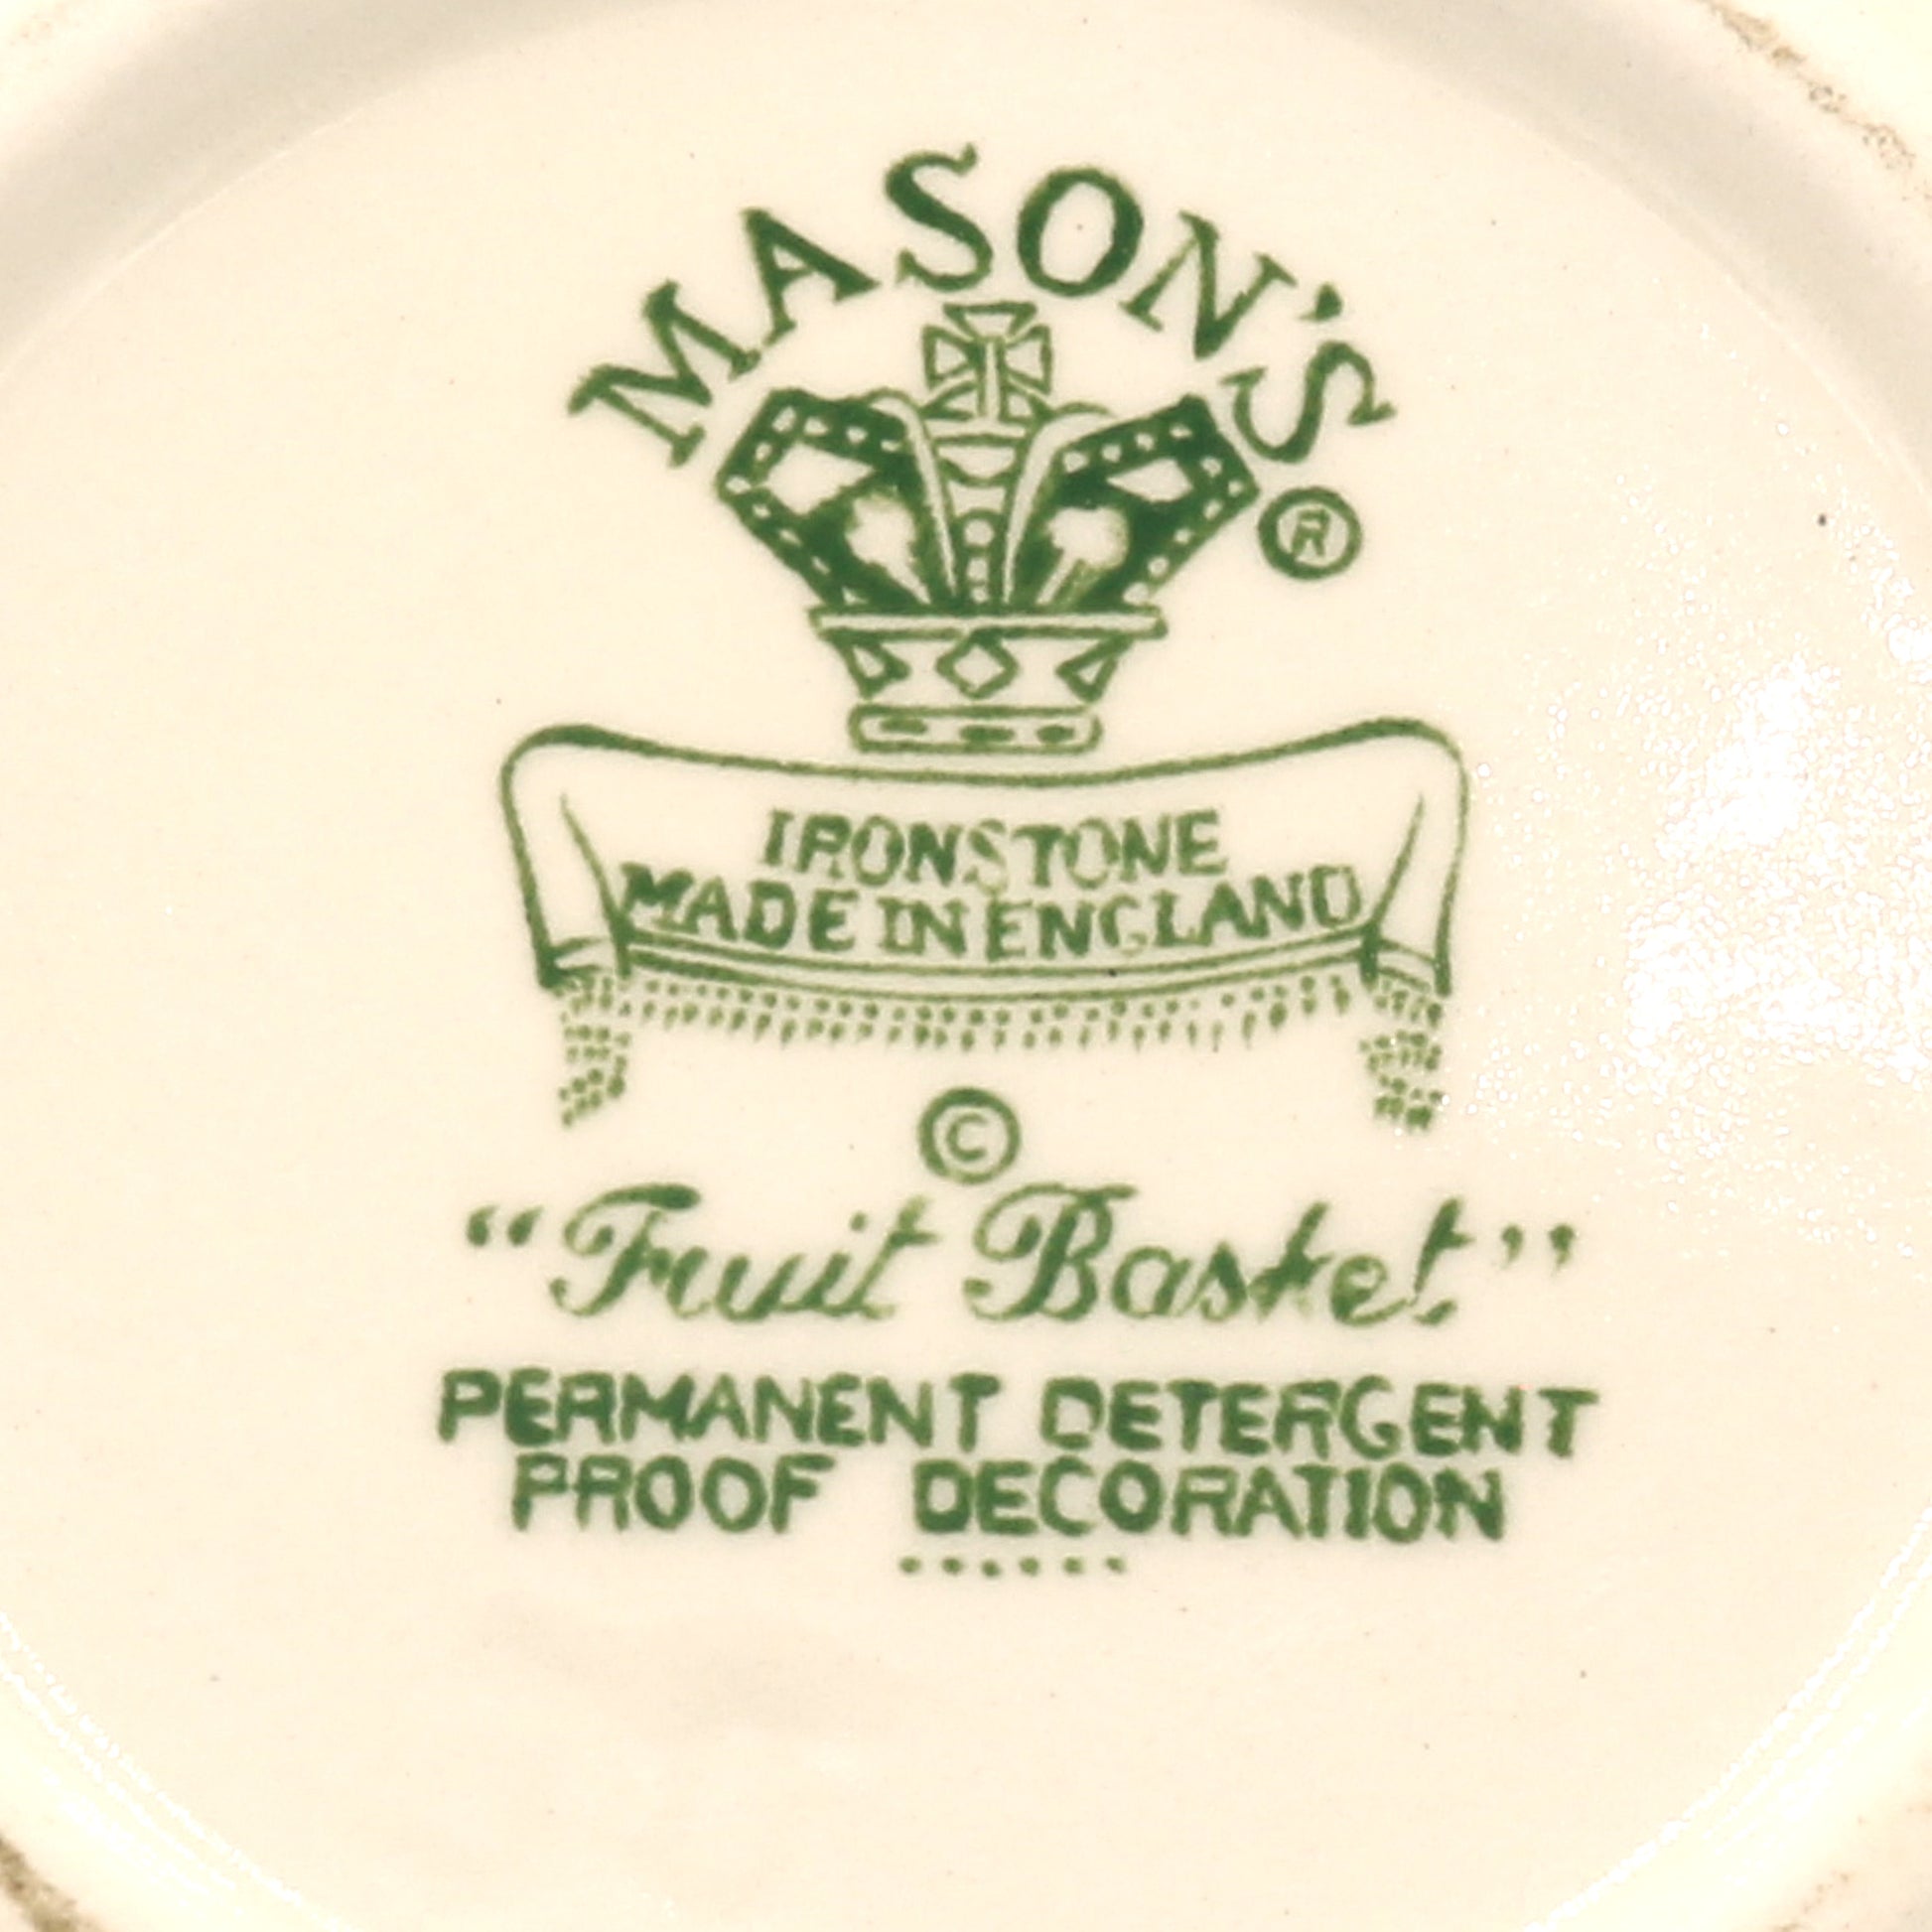 MASON'S
®
IRONSTONE
MADE IN ENGLAND
©
“Fruit Basket”
PERMANENT DETERGENT
PROOF DECORATION